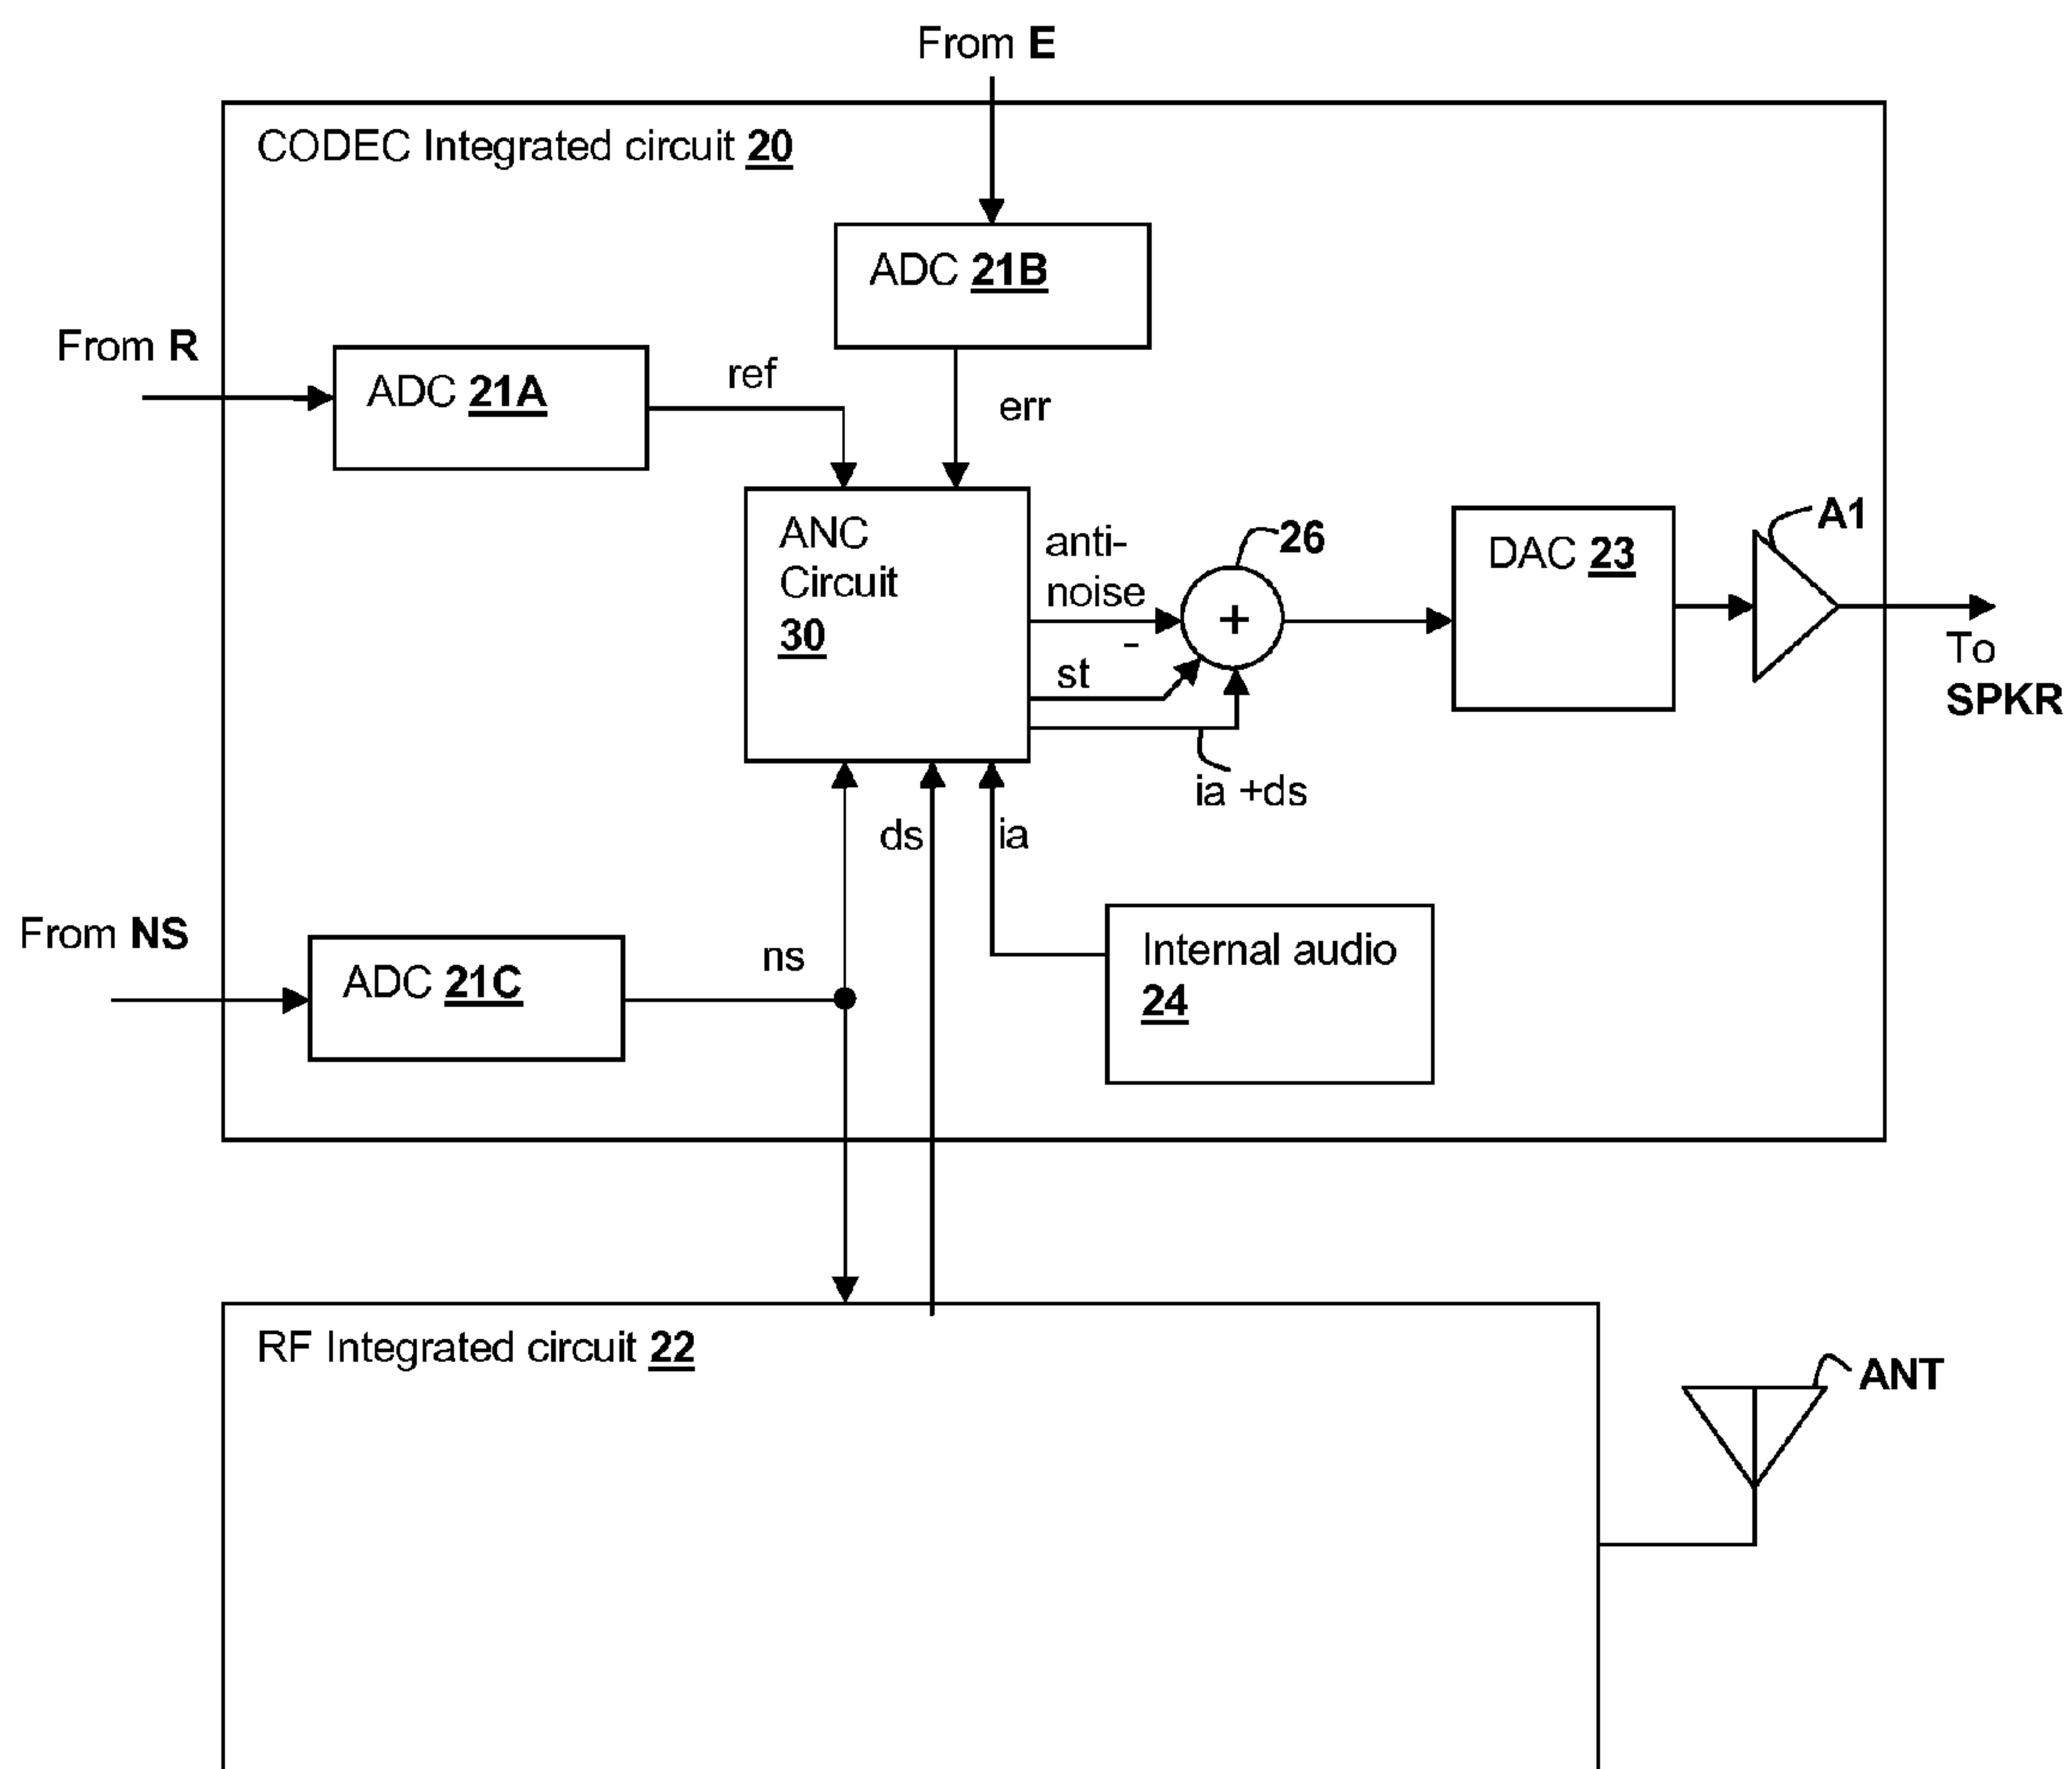 From E
CODEC Integrated circuit 20
ADC 21B
From R
ADC 21A
ref
err
ANC
Circuit
30
anti-
noise
-
st
26
+
DAC 23
A1
To
SPKR
ia +ds
ds
ia
From NS
ADC 21C
ns
Internal audio
24
RF Integrated circuit 22
ANT